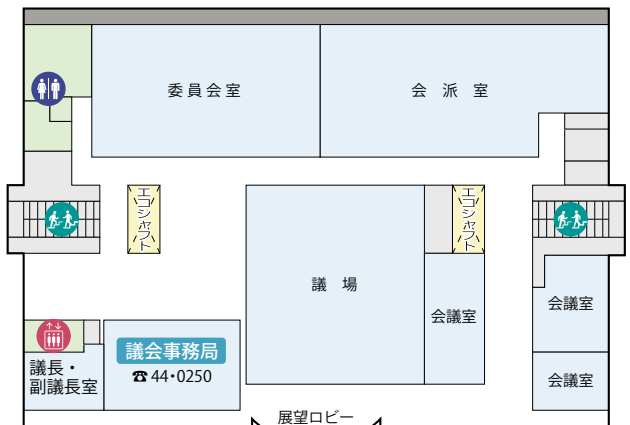 委員会室
会派室
エコシャフト
エコシャフト
議場
会議室
会議室
会議室
議会事務局
☎44・0250
議長・
副議長室
展望ロビー